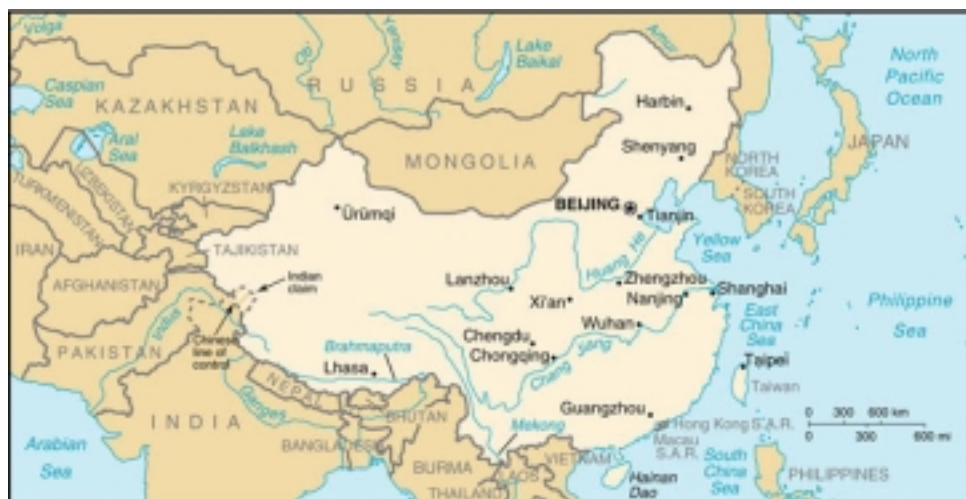 Volga
Ob'
Yenisey
Lake
Baikal
Amur
North
Pacific
Ocean
RUSSIA
Caspian
Sea
KAZAKHSTAN
Harbin
Aral
Sea
Lake
Balkhash
MONGOLIA
Shenyang
NORTH
KOREA
JAPAN
UZBEKISTAN
TURKMENISTAN
KYRGYZSTAN
Ürümqi
BEIJING
Tianjin
SOUTH
KOREA
IRAN
TAJIKISTAN
Yellow
Sea
AFGHANISTAN
Indian
claim
Lanzhou
Huang He
Zhengzhou
Xi'an
Nanjing
Shanghai
Philippine
Sea
Indus
Chinese
line of
control
Wuhan
East
China Sea
PAKISTAN
Chengdu
Chongqing
Chang
Jiang
Brahmaputra
Lhasa
Taipei
Taiwan
NEPAL
INDIA
Ganges
BHUTAN
Guangzhou
Mekong
Hong Kong S.A.R.
Macau
S.A.R.
0 300 600 km
0 300 600 mi
Arabian
Sea
BANGLADESH
BURMA
LAOS
VIETNAM
THAILAND
Hainan
Dao
South
China
Sea
PHILIPPINES